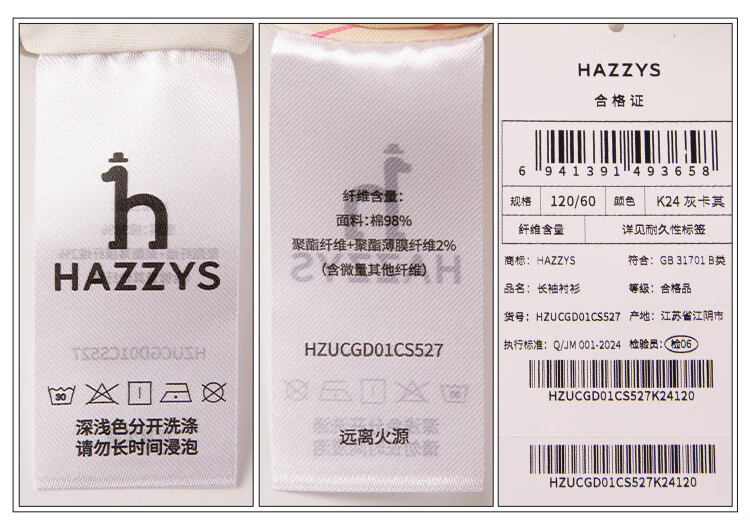 h
HAZZYS
30
深浅色分开洗涤
请勿长时间浸泡
纤维含量:
面料:棉98%
聚酯纤维+聚酯薄膜纤维2%
(含微量其他纤维)
HZUCGD01CS527
远离火源
HAZZYS
合格证
6 941391 493658
规格 120/60 颜色 K24 灰卡其
纤维含量 详见耐久性标签
商标: HAZZYS 符合: GB 31701 B类
品名: 长袖衬衫 等级: 合格品
货号: HZUCGD01CS527 产地: 江苏省江阴市
执行标准: Q/JM 001-2024 检验员: 检06
HZUCGD01CS527K24120
HZUCGD01CS527K24120